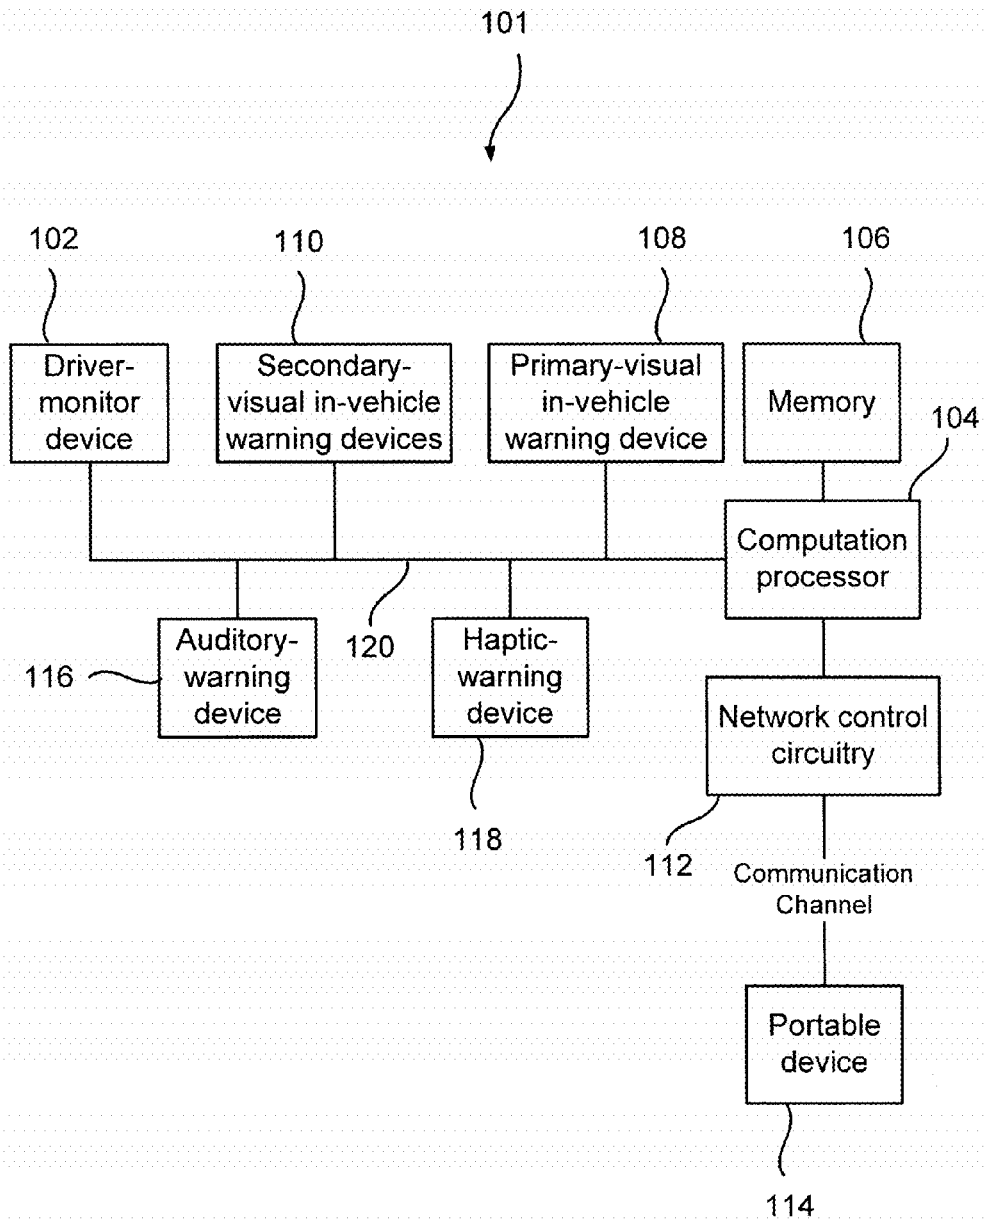 101
102
110
108
106
Driver-
monitor
device
Secondary-
visual in-vehicle
warning devices
Primary-visual
in-vehicle
warning device
Memory
104
Computation
processor
Auditory-
warning
device
116
120
Haptic-
warning
device
118
Network control
circuitry
112
Communication
Channel
Portable
device
114